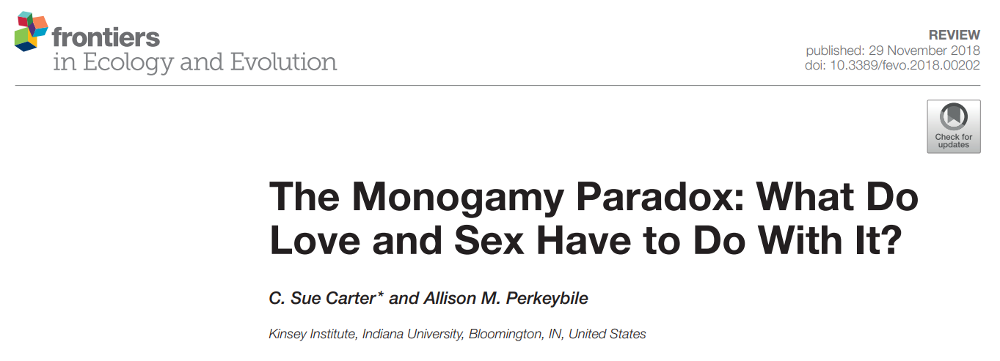 frontiers
in Ecology and Evolution
REVIEW
published: 29 November 2018
doi: 10.3389/fevo.2018.00202
Check for
updates
The Monogamy Paradox: What Do
Love and Sex Have to Do With It?
C. Sue Carter* and Allison M. Perkeybile
Kinsey Institute, Indiana University, Bloomington, IN, United States